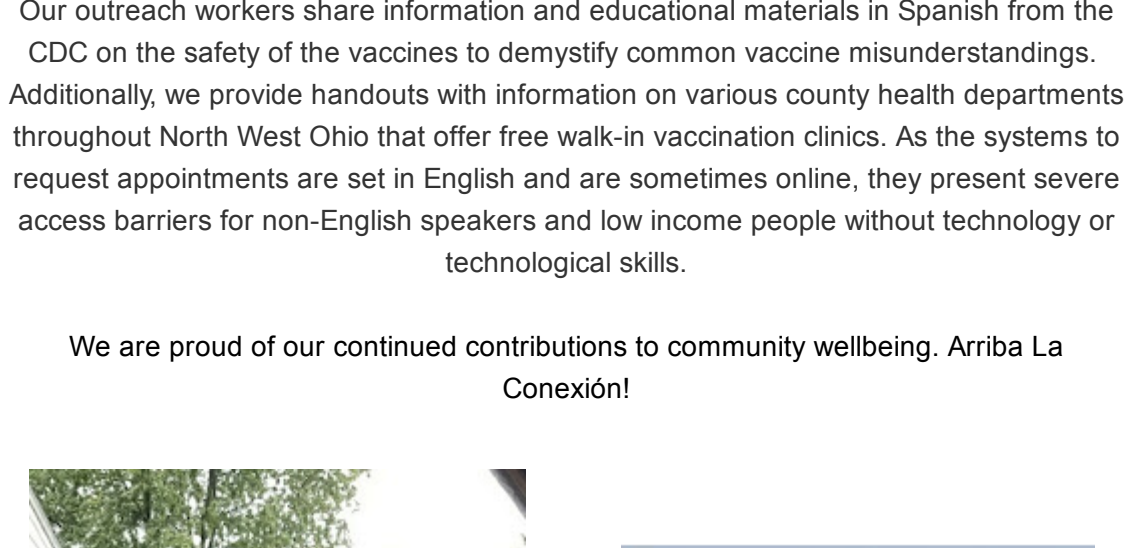 Our outreach workers share information and educational materials in Spanish from the
CDC on the safety of the vaccines to demystify common vaccine misunderstandings.
Additionally, we provide handouts with information on various county health departments
throughout North West Ohio that offer free walk-in vaccination clinics. As the systems to
request appointments are set in English and are sometimes online, they present severe
access barriers for non-English speakers and low income people without technology or
technological skills.
We are proud of our continued contributions to community wellbeing. Arriba La
Conexión!